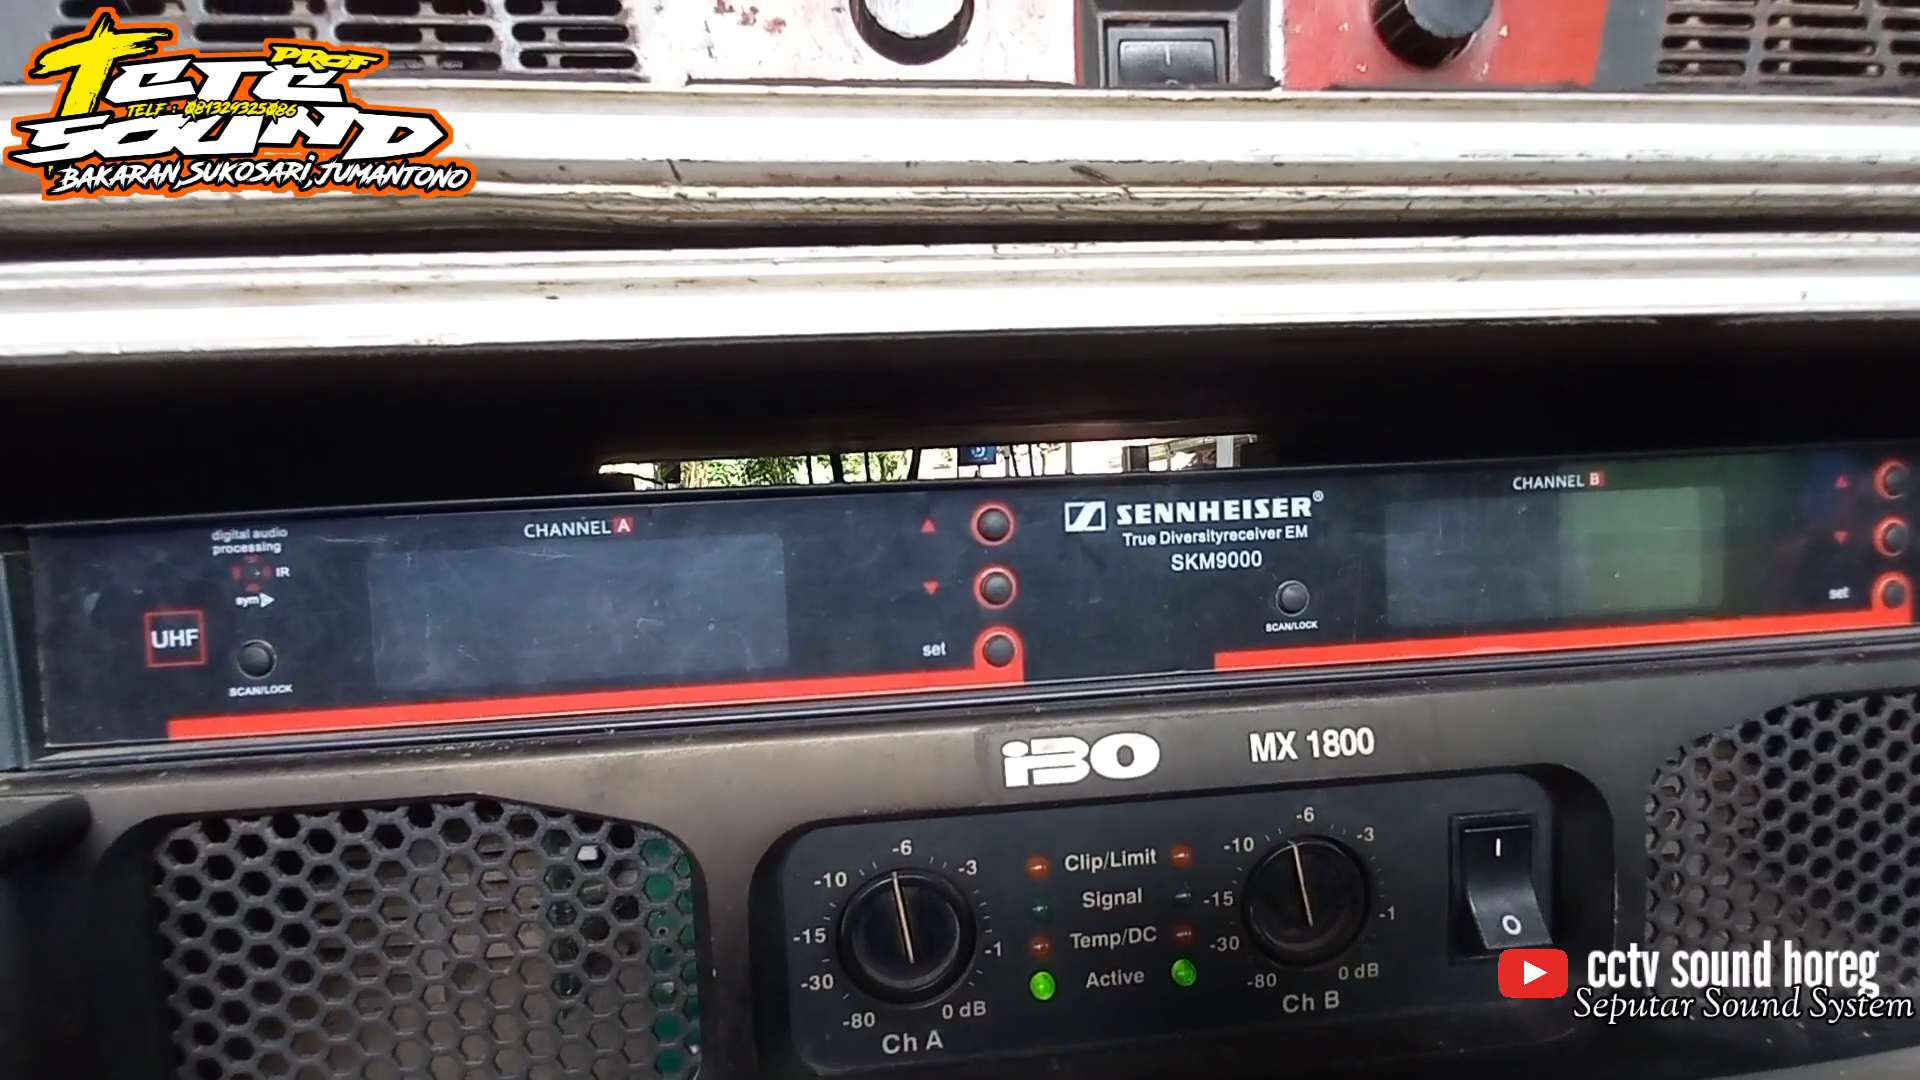 PROF
TETE
TELF : 081329325086
SOUND
BAKARAN,SUKOSARI,JUMANTONO
digital audio
processing
IR
sym
UHF
SCAN/LOCK
CHANNEL A
set
SENNHEISER®
True Diversityreceiver EM
SKM9000
SCAN/LOCK
CHANNEL B
set
iBO
MX 1800
-6
-10
-3
-15
-1
-30
-80
0 dB
Ch A
Clip/Limit
Signal
Temp/DC
Active
-6
-10
-3
-15
-1
-30
-80
0 dB
Ch B
I
O
cctv sound horeg
Seputar Sound System